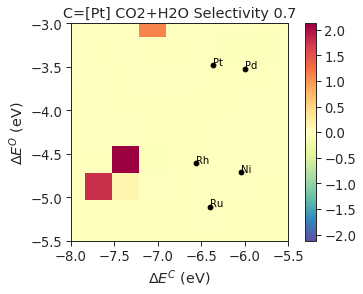 C=[Pt] CO2+H2O Selectivity 0.7
ΔE^O (eV)
−3.0
−3.5
−4.0
−4.5
−5.0
−5.5
Pt
Pd
Rh
Ni
Ru
−8.0 −7.5 −7.0 −6.5 −6.0 −5.5
ΔE^C (eV)
2.0
1.5
1.0
0.5
0.0
−0.5
−1.0
−1.5
−2.0